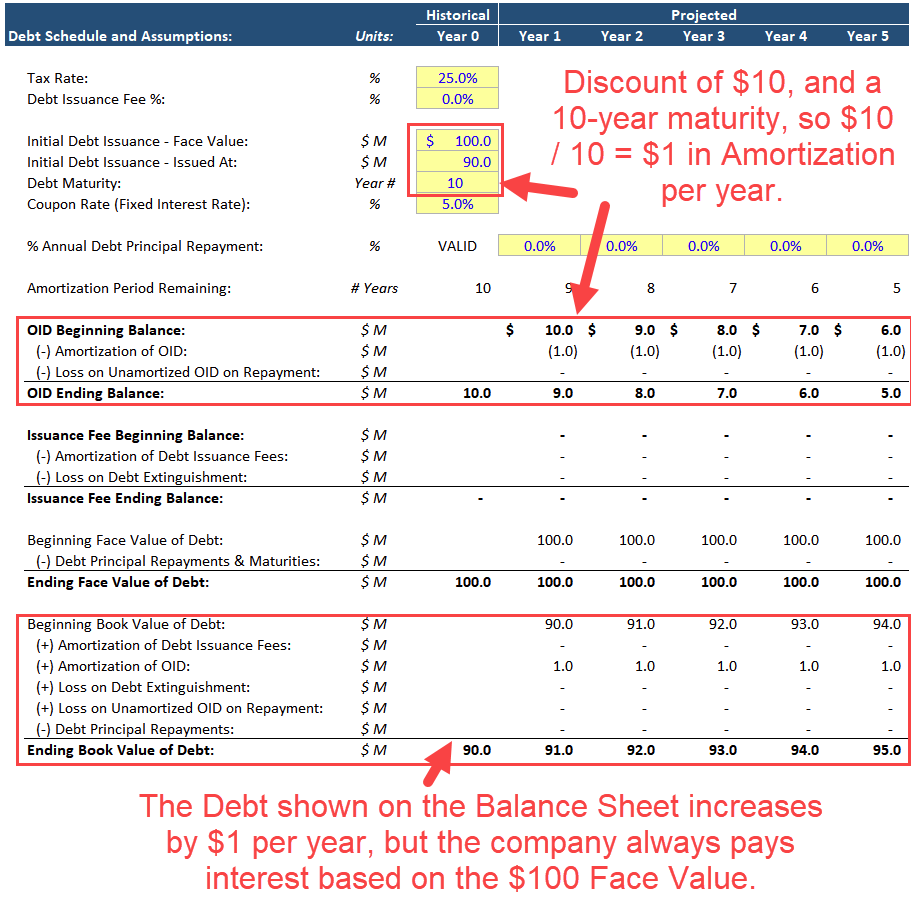 Historical Projected
Debt Schedule and Assumptions: Units: Year 0 Year 1 Year 2 Year 3 Year 4 Year 5
Tax Rate: % 25.0%
Debt Issuance Fee %: % 0.0%
Discount of $10, and a
10-year maturity, so $10
/ 10 = $1 in Amortization
per year.
Initial Debt Issuance - Face Value: $ M $ 100.0
Initial Debt Issuance - Issued At: $ M 90.0
Debt Maturity: Year # 10
Coupon Rate (Fixed Interest Rate): % 5.0%
% Annual Debt Principal Repayment: % VALID 0.0% 0.0% 0.0% 0.0% 0.0%
Amortization Period Remaining: # Years 10 9 8 7 6 5
OID Beginning Balance: $ M $ 10.0 $ 9.0 $ 8.0 $ 7.0 $ 6.0
(-) Amortization of OID: $ M (1.0) (1.0) (1.0) (1.0) (1.0)
(-) Loss on Unamortized OID on Repayment: $ M - - - - -
OID Ending Balance: $ M 10.0 9.0 8.0 7.0 6.0 5.0
Issuance Fee Beginning Balance: $ M - - - - -
(-) Amortization of Debt Issuance Fees: $ M - - - - -
(-) Loss on Debt Extinguishment: $ M - - - - -
Issuance Fee Ending Balance: $ M - - - - - -
Beginning Face Value of Debt: $ M 100.0 100.0 100.0 100.0 100.0
(-) Debt Principal Repayments & Maturities: $ M - - - - -
Ending Face Value of Debt: $ M 100.0 100.0 100.0 100.0 100.0 100.0
Beginning Book Value of Debt: $ M 90.0 91.0 92.0 93.0 94.0
(+) Amortization of Debt Issuance Fees: $ M - - - - -
(+) Amortization of OID: $ M 1.0 1.0 1.0 1.0 1.0
(+) Loss on Debt Extinguishment: $ M - - - - -
(+) Loss on Unamortized OID on Repayment: $ M - - - - -
(-) Debt Principal Repayments: $ M - - - - -
Ending Book Value of Debt: $ M 90.0 91.0 92.0 93.0 94.0 95.0
The Debt shown on the Balance Sheet increases
by $1 per year, but the company always pays
interest based on the $100 Face Value.